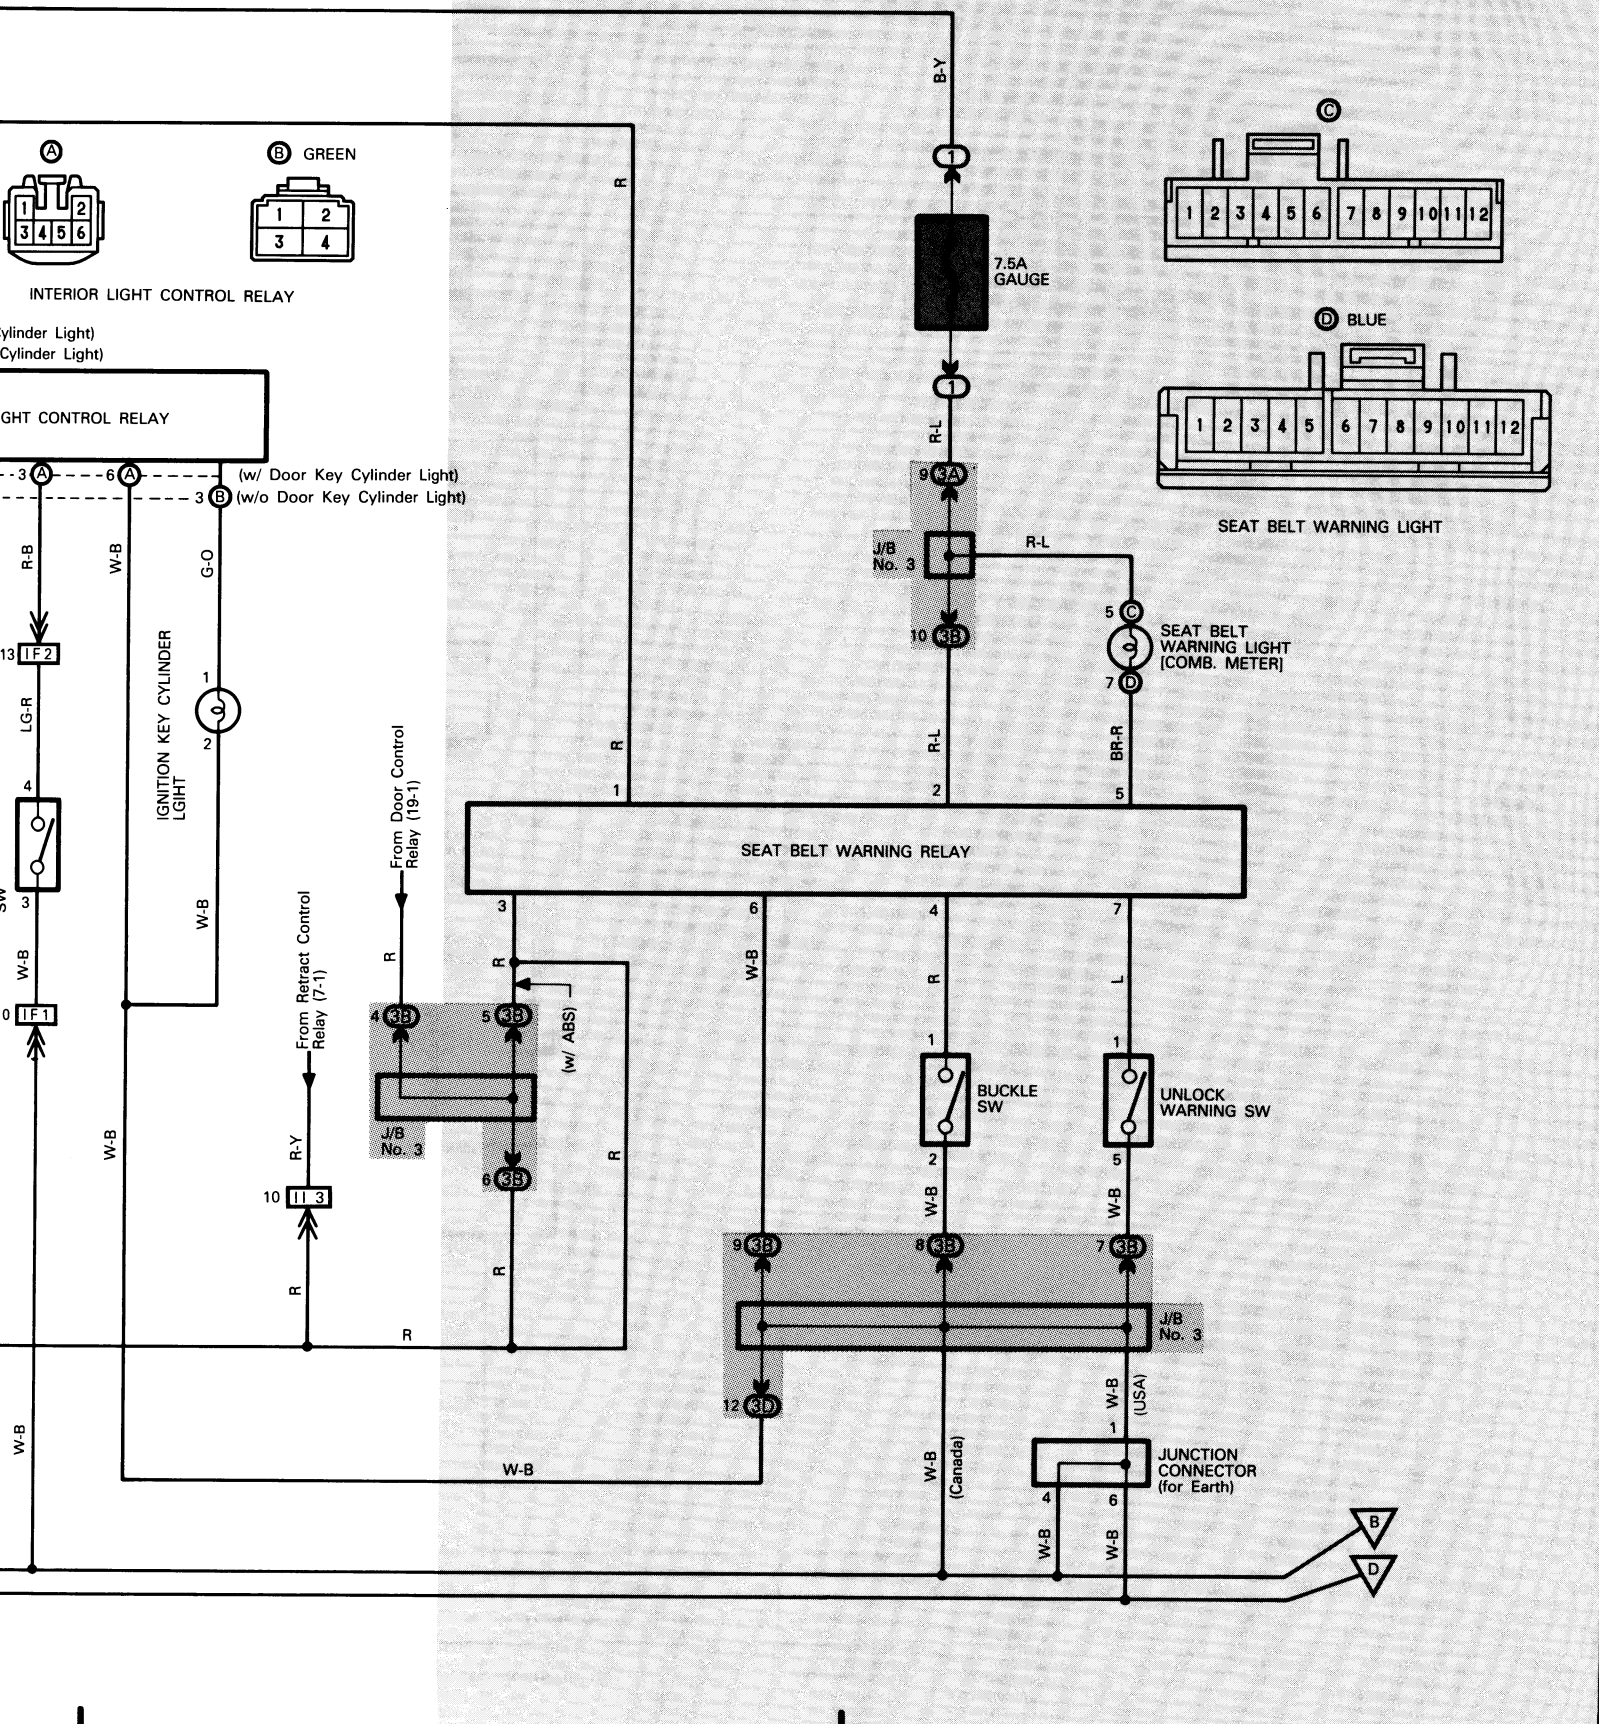 B-Y
C
A
B GREEN
1
R
1 2 3 4 5 6 7 8 9 10 11 12
1 2
3 4 5 6
1 2
3 4
7.5A
GAUGE
INTERIOR LIGHT CONTROL RELAY
D BLUE
ylinder Light)
Cylinder Light)
1
GHT CONTROL RELAY
R-L
1 2 3 4 5 6 7 8 9 10 11 12
3 A 6 A (w/ Door Key Cylinder Light)
3 B (w/o Door Key Cylinder Light)
9 3A
SEAT BELT WARNING LIGHT
R-B
W-B
G-O
J/B
No. 3
R-L
5 C
10 3B
SEAT BELT
WARNING LIGHT
[COMB. METER]
7 D
13 IF2
IGNITION KEY CYLINDER
LGIHT
1
2
LG-R
R
R-L
BR-R
4
From Door Control
Relay (19-1)
1 2 5
SEAT BELT WARNING RELAY
3
SW
W-B
From Retract Control
Relay (7-1)
3 6 4 7
W-B
R
R
W-B
R
L
0 IF1
4 3B
5 3B
(w/ ABS)
1
1
BUCKLE
SW
UNLOCK
WARNING SW
J/B
No. 3
W-B
R-Y
R
2
5
10 II 3
6 3B
W-B
W-B
9 3B
8 3B
7 3B
R
R
R
J/B
No. 3
12 3D
W-B
(USA)
W-B
W-B
W-B
(Canada)
1
JUNCTION
CONNECTOR
(for Earth)
4 6
W-B
W-B
B
D